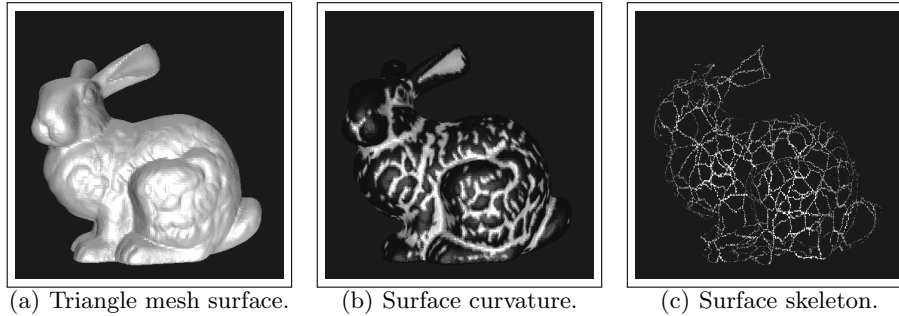 (a) Triangle mesh surface.
(b) Surface curvature.
(c) Surface skeleton.